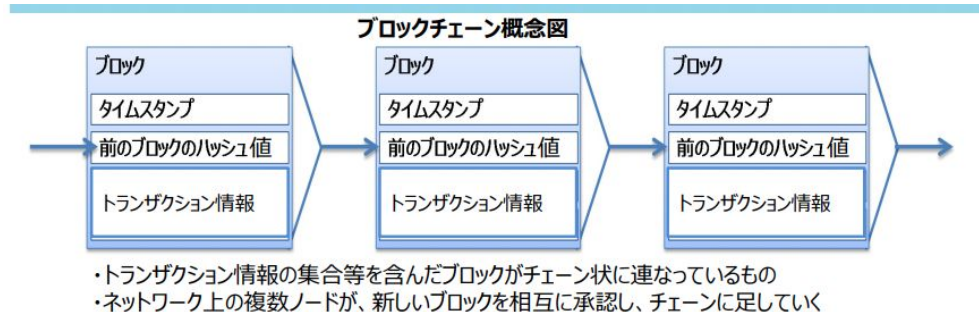 ブロックチェーン概念図
ブロック
タイムスタンプ
前のブロックのハッシュ値
トランザクション情報
ブロック
タイムスタンプ
前のブロックのハッシュ値
トランザクション情報
ブロック
タイムスタンプ
前のブロックのハッシュ値
トランザクション情報
・トランザクション情報の集合等を含んだブロックがチェーン状に連なっているもの
・ネットワーク上の複数ノードが、新しいブロックを相互に承認し、チェーンに足していく